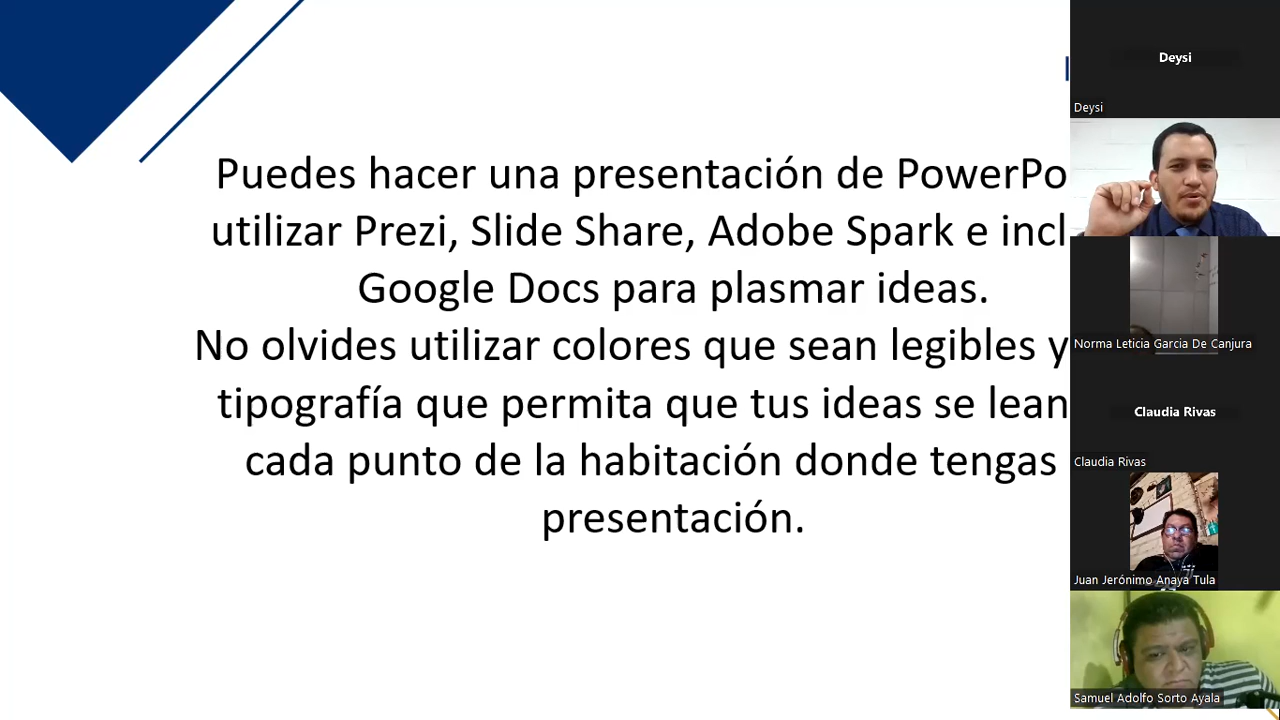 Puedes hacer una presentación de PowerPo
utilizar Prezi, Slide Share, Adobe Spark e incl
Google Docs para plasmar ideas.
No olvides utilizar colores que sean legibles y
tipografía que permita que tus ideas se lean
cada punto de la habitación donde tengas
presentación.
Deysi
Deysi
Norma Leticia Garcia De Canjura
Claudia Rivas
Claudia Rivas
Juan Jerónimo Anaya Tula
Samuel Adolfo Sorto Ayala